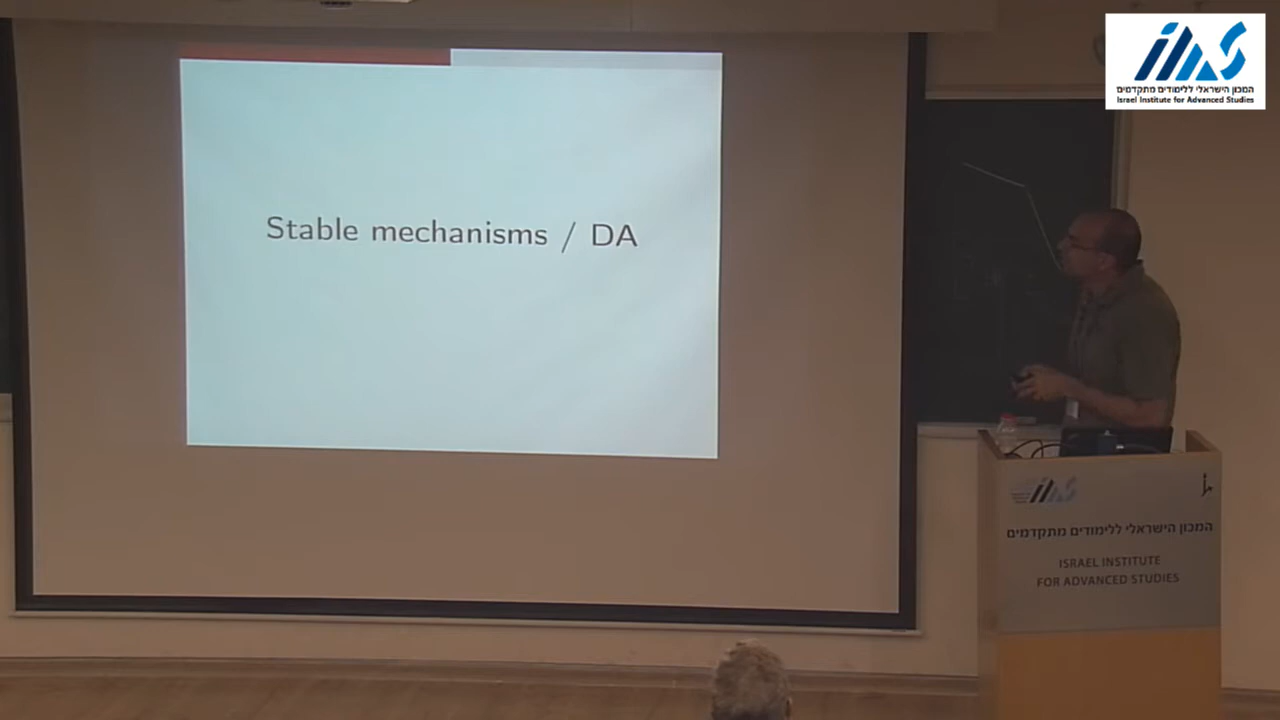 Stable mechanisms / DA
המכון הישראלי ללימודים מתקדמים
Israel Institute for Advanced Studies
המכון הישראלי ללימודים מתקדמים
ISRAEL INSTITUTE
FOR ADVANCED STUDIES